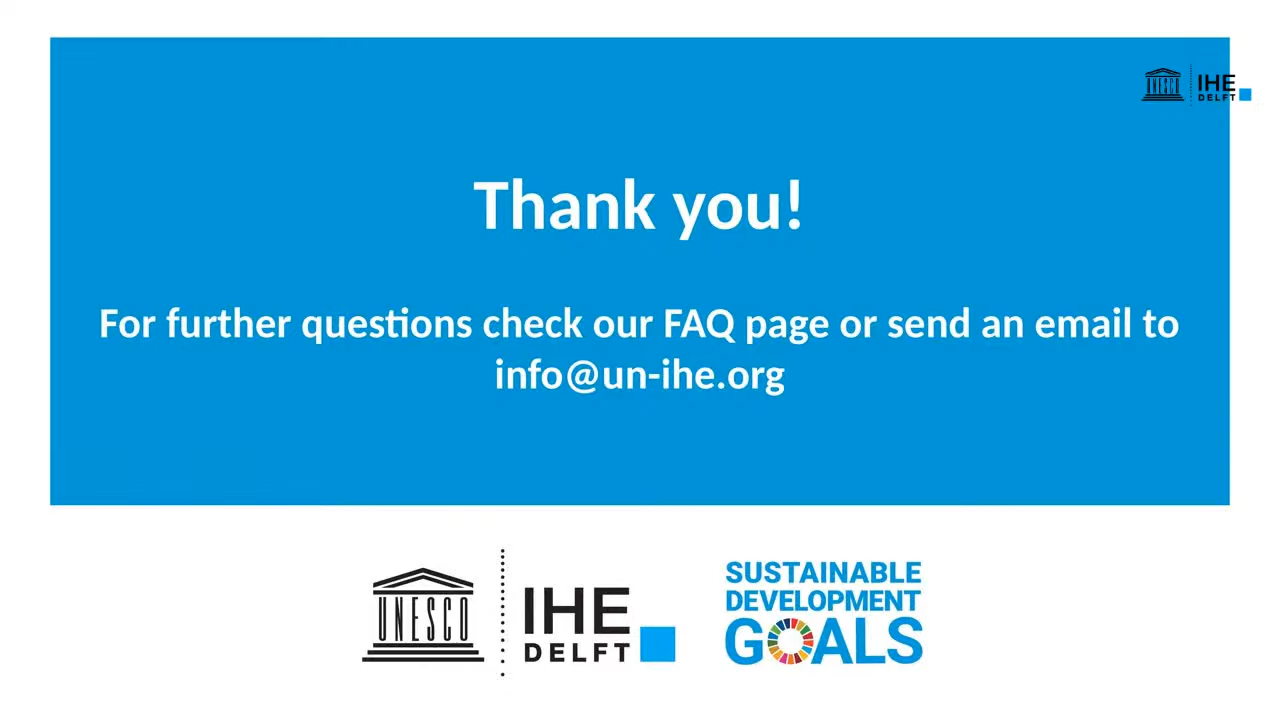 UNESCO
IHE
DELFT
Thank you!
For further questions check our FAQ page or send an email to
info@un-ihe.org
UNESCO
IHE
DELFT
SUSTAINABLE
DEVELOPMENT
GOALS